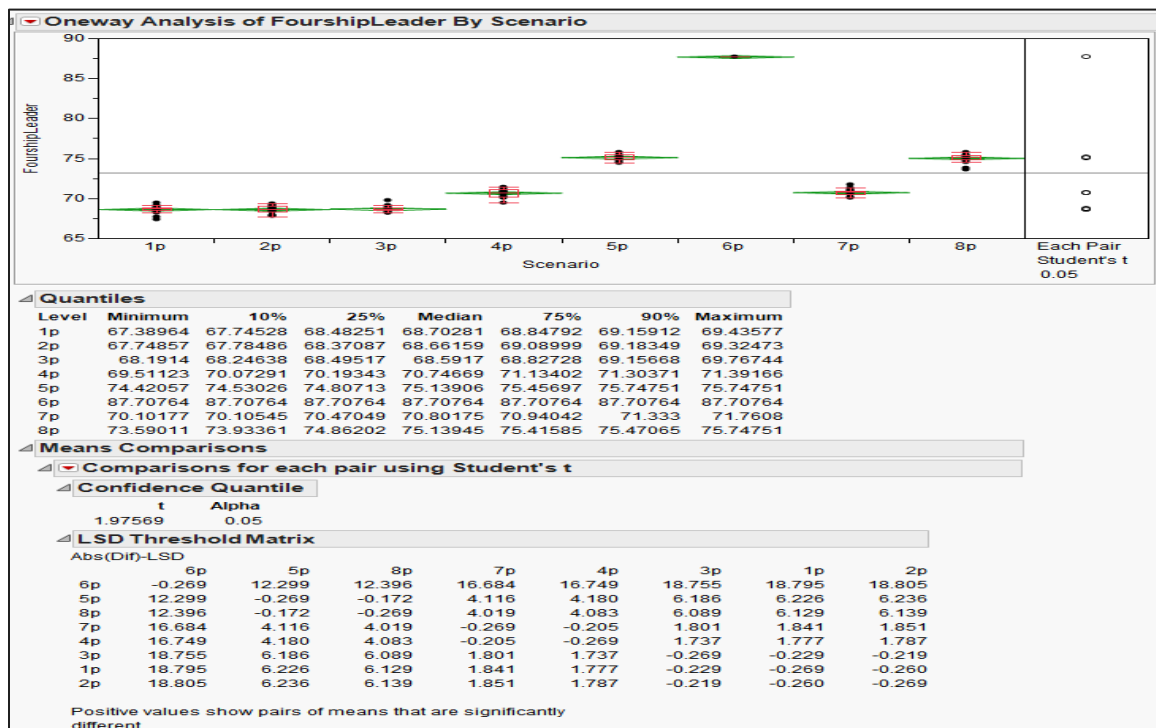 Oneway Analysis of FourshipLeader By Scenario
90
85
80
75
70
65
FourshipLeader
1p 2p 3p 4p 5p 6p 7p 8p
Scenario
Each Pair
Student's t
0.05
Quantiles
Level Minimum 10% 25% Median 75% 90% Maximum
1p 67.38964 67.74528 68.48251 68.70281 68.84792 69.15912 69.43577
2p 67.74857 67.78486 68.37087 68.66159 69.08999 69.18349 69.32473
3p 68.1914 68.24638 68.49517 68.5917 68.82728 69.15668 69.76744
4p 69.51123 70.07291 70.19343 70.74669 71.13402 71.30371 71.39166
5p 74.42057 74.53026 74.80713 75.13906 75.45697 75.74751 75.74751
6p 87.70764 87.70764 87.70764 87.70764 87.70764 87.70764 87.70764
7p 70.10177 70.10545 70.47049 70.80175 70.94042 71.333 71.7608
8p 73.59011 73.93361 74.86202 75.13945 75.41585 75.47065 75.74751
Means Comparisons
Comparisons for each pair using Student's t
Confidence Quantile
t Alpha
1.97569 0.05
LSD Threshold Matrix
Abs(Dif)-LSD
6p 5p 8p 7p 4p 3p 1p 2p
6p -0.269 12.299 12.396 16.684 16.749 18.755 18.795 18.805
5p 12.299 -0.269 -0.172 4.116 4.180 6.186 6.226 6.236
8p 12.396 -0.172 -0.269 4.019 4.083 6.089 6.129 6.139
7p 16.684 4.116 4.019 -0.269 -0.205 1.801 1.841 1.851
4p 16.749 4.180 4.083 -0.205 -0.269 1.737 1.777 1.787
3p 18.755 6.186 6.089 1.801 1.737 -0.269 -0.229 -0.219
1p 18.795 6.226 6.129 1.841 1.777 -0.229 -0.269 -0.260
2p 18.805 6.236 6.139 1.851 1.787 -0.219 -0.260 -0.269
Positive values show pairs of means that are significantly
different